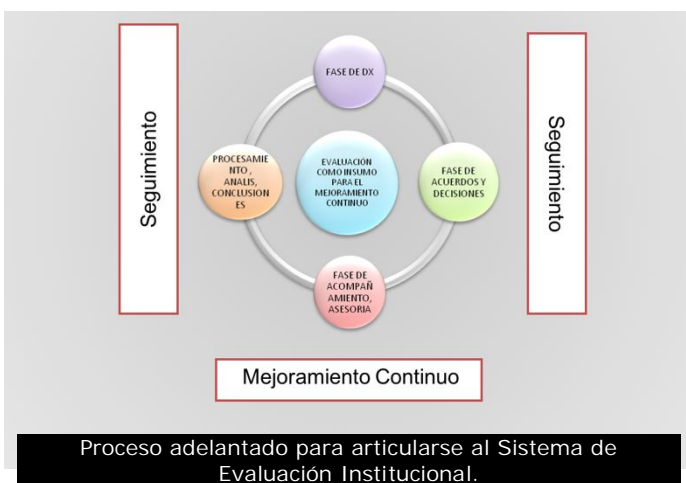 FASE DE DX
Seguimiento
PROCESAMIE
NTO ,
ANALIS,
CONCLUSION
ES
EVALUACIÓN
COMO INSUMO
PARA EL
MEJORAMIENTO
CONTINUO
FASE DE
ACUERDOS Y
DECISIONES
Seguimiento
FASE DE
ACOMPAÑ
AMIENTO,
ASESORIA
Mejoramiento Continuo
Proceso adelantado para articularse al Sistema de
Evaluación Institucional.